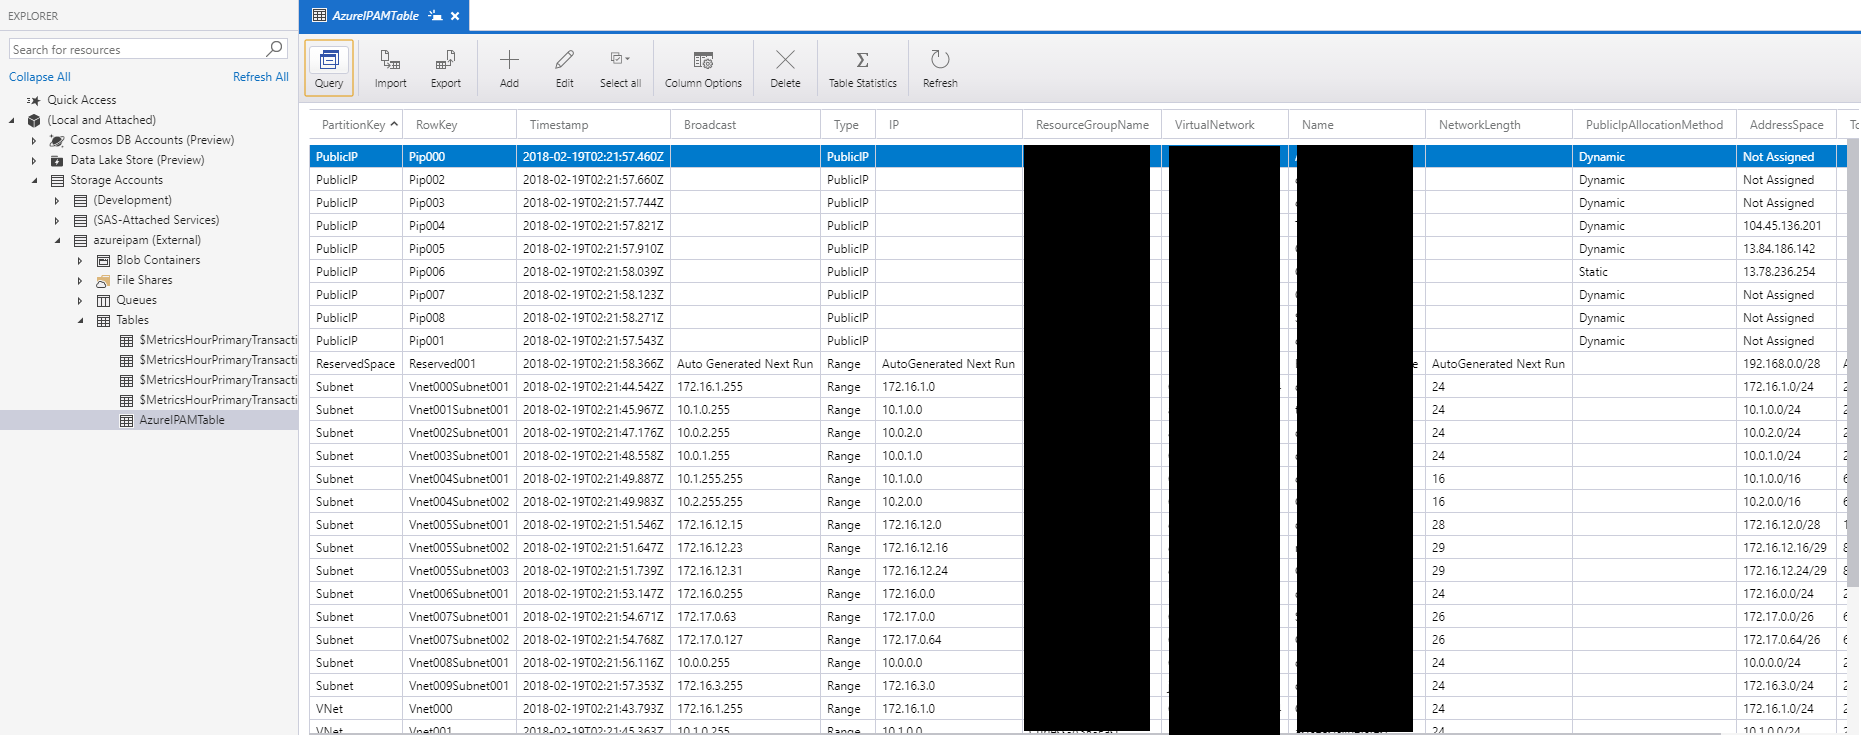 EXPLORER
Search for resources
Collapse All Refresh All
Quick Access
(Local and Attached)
Cosmos DB Accounts (Preview)
Data Lake Store (Preview)
Storage Accounts
(Development)
(SAS-Attached Services)
azureipam (External)
Blob Containers
File Shares
Queues
Tables
$MetricsHourPrimaryTransacti
$MetricsHourPrimaryTransacti
$MetricsHourPrimaryTransacti
$MetricsHourPrimaryTransacti
AzureIPAMTable
AzureIPAMTable
Query Import Export Add Edit Select all Column Options Delete Table Statistics Refresh
PartitionKey RowKey Timestamp Broadcast Type IP ResourceGroupName VirtualNetwork Name NetworkLength PublicIpAllocationMethod AddressSpace To
PublicIP Pip000 2018-02-19T02:21:57.460Z PublicIP Dynamic Not Assigned
PublicIP Pip002 2018-02-19T02:21:57.660Z PublicIP Dynamic Not Assigned
PublicIP Pip003 2018-02-19T02:21:57.744Z PublicIP Dynamic Not Assigned
PublicIP Pip004 2018-02-19T02:21:57.821Z PublicIP Dynamic 104.45.136.201
PublicIP Pip005 2018-02-19T02:21:57.910Z PublicIP Dynamic 13.84.186.142
PublicIP Pip006 2018-02-19T02:21:58.039Z PublicIP Static 13.78.236.254
PublicIP Pip007 2018-02-19T02:21:58.123Z PublicIP Dynamic Not Assigned
PublicIP Pip008 2018-02-19T02:21:58.271Z PublicIP Dynamic Not Assigned
PublicIP Pip001 2018-02-19T02:21:57.543Z PublicIP Dynamic Not Assigned
ReservedSpace Reserved001 2018-02-19T02:21:58.366Z Auto Generated Next Run Range AutoGenerated Next Run e AutoGenerated Next Run 192.168.0.0/28
Subnet Vnet000Subnet001 2018-02-19T02:21:44.542Z 172.16.1.255 Range 172.16.1.0 24 172.16.1.0/24 2
Subnet Vnet001Subnet001 2018-02-19T02:21:45.967Z 10.1.0.255 Range 10.1.0.0 24 10.1.0.0/24 2
Subnet Vnet002Subnet001 2018-02-19T02:21:47.176Z 10.0.2.255 Range 10.0.2.0 24 10.0.2.0/24 2
Subnet Vnet003Subnet001 2018-02-19T02:21:48.558Z 10.0.1.255 Range 10.0.1.0 24 10.0.1.0/24 2
Subnet Vnet004Subnet001 2018-02-19T02:21:49.887Z 10.1.255.255 Range 10.1.0.0 16 10.1.0.0/16 6
Subnet Vnet004Subnet002 2018-02-19T02:21:49.983Z 10.2.255.255 Range 10.2.0.0 16 10.2.0.0/16 6
Subnet Vnet005Subnet001 2018-02-19T02:21:51.546Z 172.16.12.15 Range 172.16.12.0 28 172.16.12.0/28 1
Subnet Vnet005Subnet002 2018-02-19T02:21:51.647Z 172.16.12.23 Range 172.16.12.16 29 172.16.12.16/29 8
Subnet Vnet005Subnet003 2018-02-19T02:21:51.739Z 172.16.12.31 Range 172.16.12.24 29 172.16.12.24/29 8
Subnet Vnet006Subnet001 2018-02-19T02:21:53.147Z 172.16.0.255 Range 172.16.0.0 24 172.16.0.0/24 2
Subnet Vnet007Subnet001 2018-02-19T02:21:54.671Z 172.17.0.63 Range 172.17.0.0 26 172.17.0.0/26 6
Subnet Vnet007Subnet002 2018-02-19T02:21:54.768Z 172.17.0.127 Range 172.17.0.64 26 172.17.0.64/26 6
Subnet Vnet008Subnet001 2018-02-19T02:21:56.116Z 10.0.0.255 Range 10.0.0.0 24 10.0.0.0/24 2
Subnet Vnet009Subnet001 2018-02-19T02:21:57.353Z 172.16.3.255 Range 172.16.3.0 24 172.16.3.0/24 2
VNet Vnet000 2018-02-19T02:21:43.793Z 172.16.1.255 Range 172.16.1.0 24 172.16.1.0/24 2
VNet Vnet001 2018-02-19T02:21:45.363Z 10.1.0.255 Range 10.1.0.0 24 10.1.0.0/24